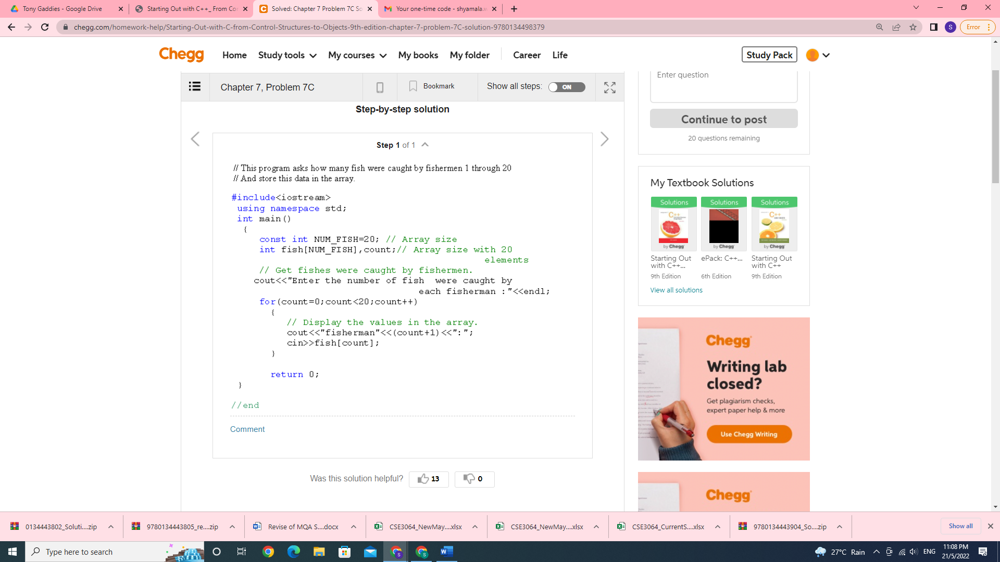 Tony Gaddies - Google Drive
Starting Out with C++_ From Co
Solved: Chapter 7 Problem 7C So
Your one-time code - shyamala.w
chegg.com/homework-help/Starting-Out-with-C-from-Control-Structures-to-Objects-9th-edition-chapter-7-problem-7C-solution-9780134498379
S
Error
Chegg
Home
Study tools
My courses
My books
My folder
Career
Life
Study Pack
Chapter 7, Problem 7C
Bookmark
Show all steps:
ON
Step-by-step solution
Step 1 of 1
// This program asks how many fish were caught by fishermen 1 through 20
// And store this data in the array.
#include<iostream>
using namespace std;
int main()
{
const int NUM_FISH=20; // Array size
int fish[NUM_FISH],count;// Array size with 20
elements
// Get fishes were caught by fishermen.
cout<<"Enter the number of fish  were caught by
each fisherman :"<<endl;
for(count=0;count<20;count++)
{
// Display the values in the array.
cout<<"fisherman"<<(count+1)<<":";
cin>>fish[count];
}
return 0;
}
//end
Comment
Was this solution helpful?
13
0
Enter question
Continue to post
20 questions remaining
My Textbook Solutions
Solutions
Solutions
Solutions
C++
C++
by Chegg
by Chegg
by Chegg
Starting Out
with C++...
9th Edition
ePack: C++...
6th Edition
Starting Out
with C++
9th Edition
View all solutions
Chegg
Writing lab
closed?
Get plagiarism checks,
expert paper help & more
Use Chegg Writing
Chegg
0134443802_Soluti....zip
9780134443805_re....zip
Revise of MQA S....docx
CSE3064_NewMay....xlsx
CSE3064_NewMay....xlsx
CSE3064_CurrentS....xlsx
9780134443904_So....zip
Show all
Type here to search
S
S
27°C Rain
ENG
11:08 PM
21/5/2022